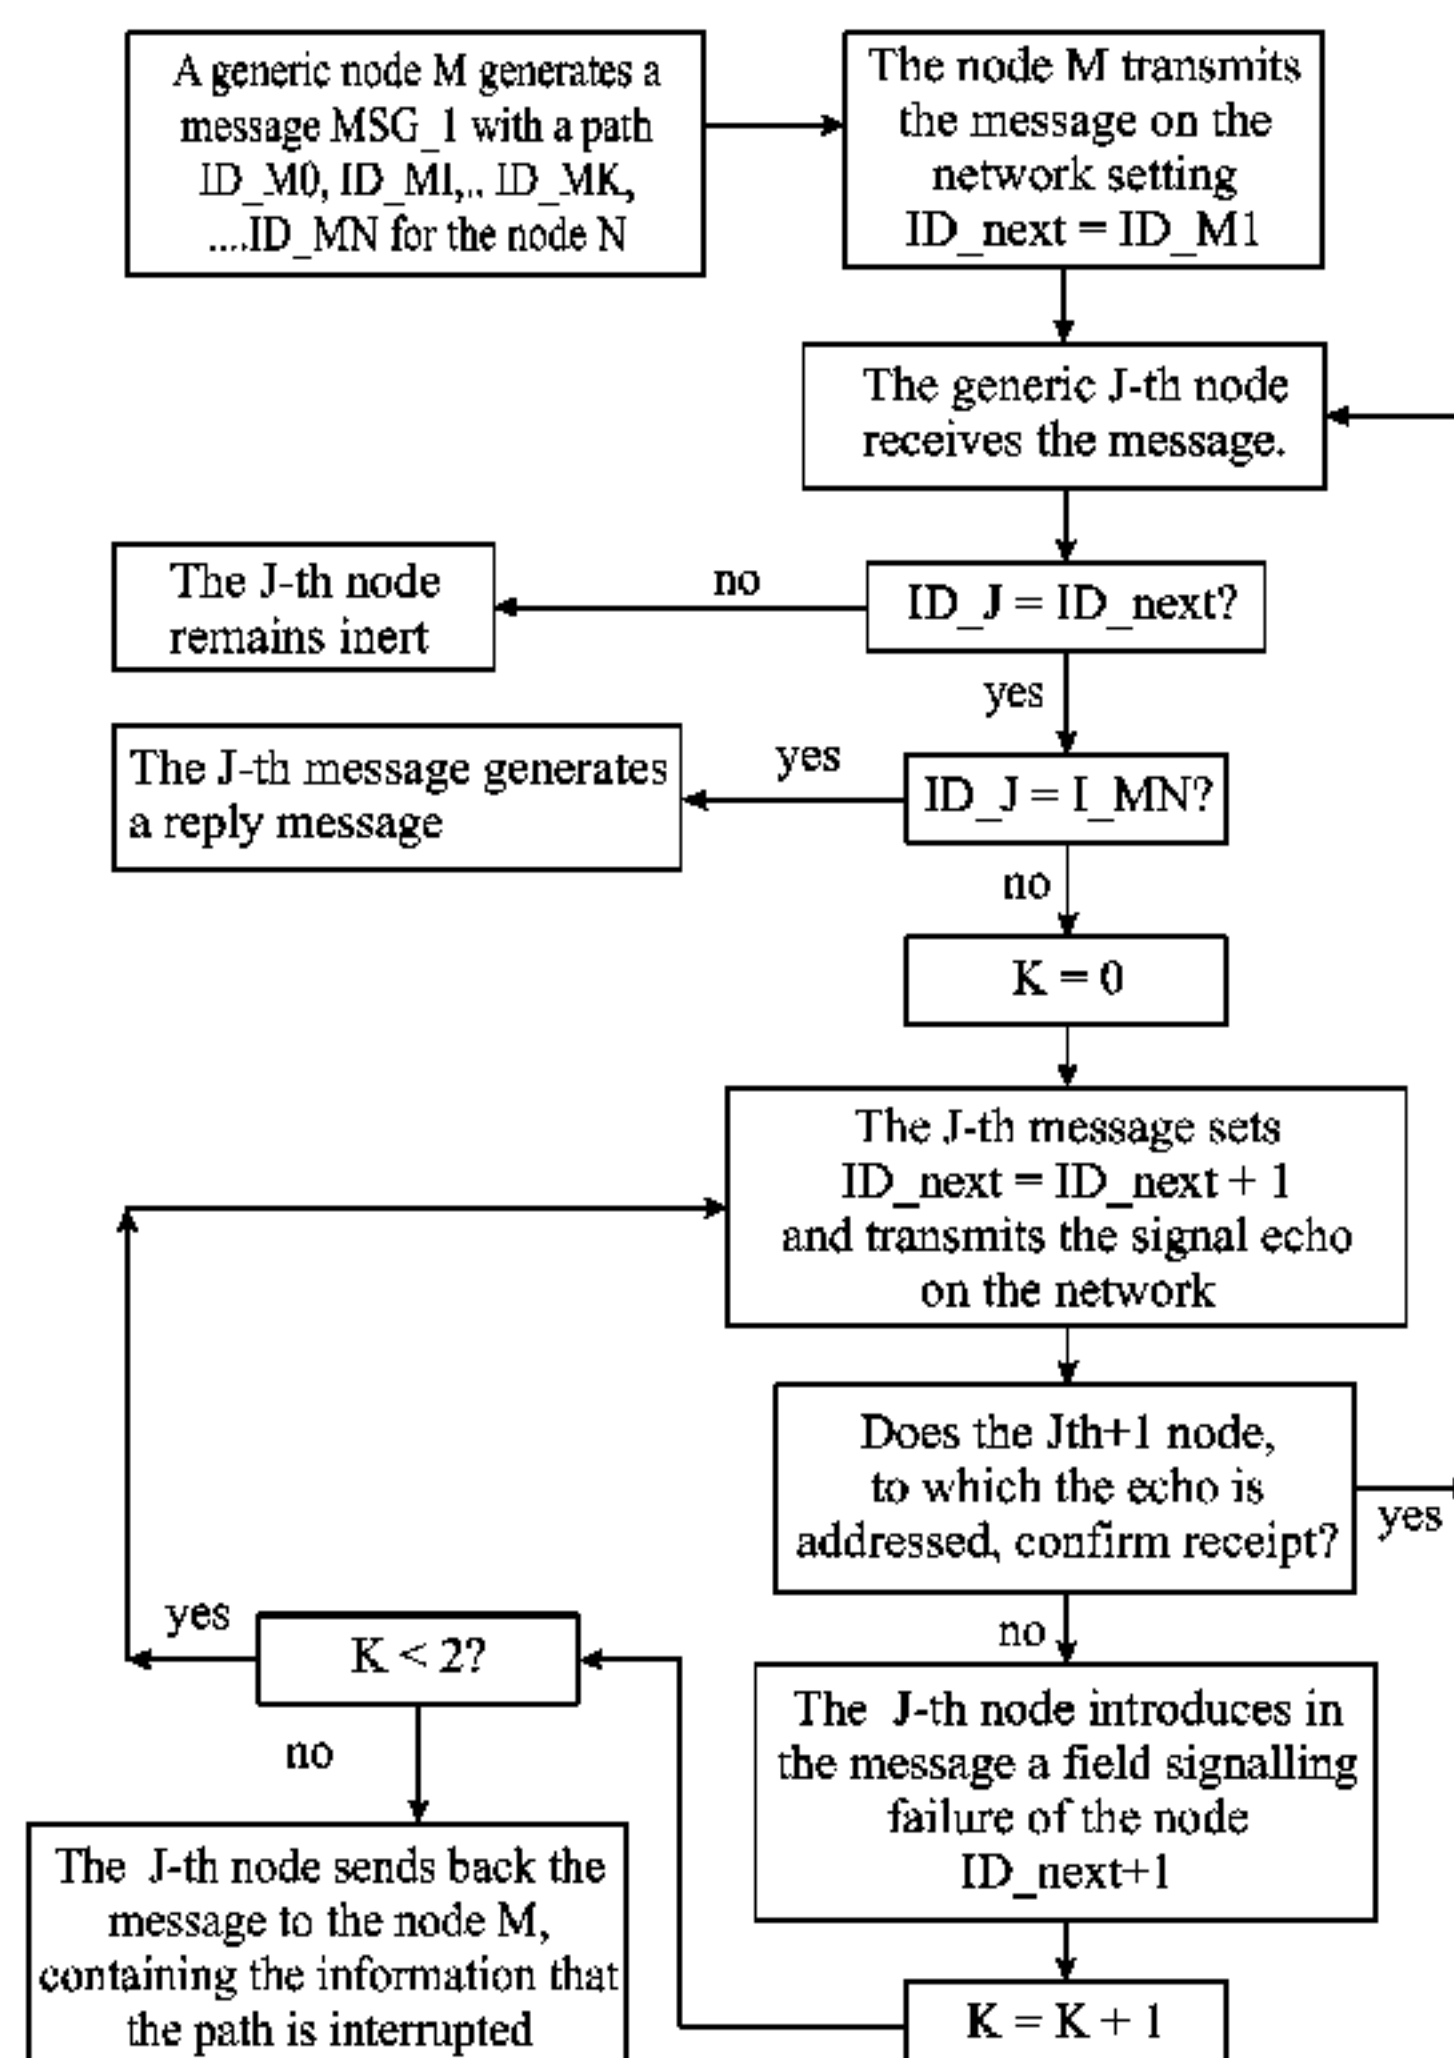 A generic node M generates a
message MSG_1 with a path
ID_M0, ID_MI,.. ID_MK,
....ID_MN for the node N
The node M transmits
the message on the
network setting
ID_next = ID_M1
The generic J-th node
receives the message.
ID_J = ID_next?
no
The J-th node
remains inert
yes
ID_J = I_MN?
yes
The J-th message generates
a reply message
no
K = 0
The J-th message sets
ID_next = ID_next + 1
and transmits the signal echo
on the network
Does the Jth+1 node,
to which the echo is
addressed, confirm receipt?
yes
no
The J-th node introduces in
the message a field signalling
failure of the node
ID_next+1
K = K + 1
K < 2?
yes
no
The J-th node sends back the
message to the node M,
containing the information that
the path is interrupted